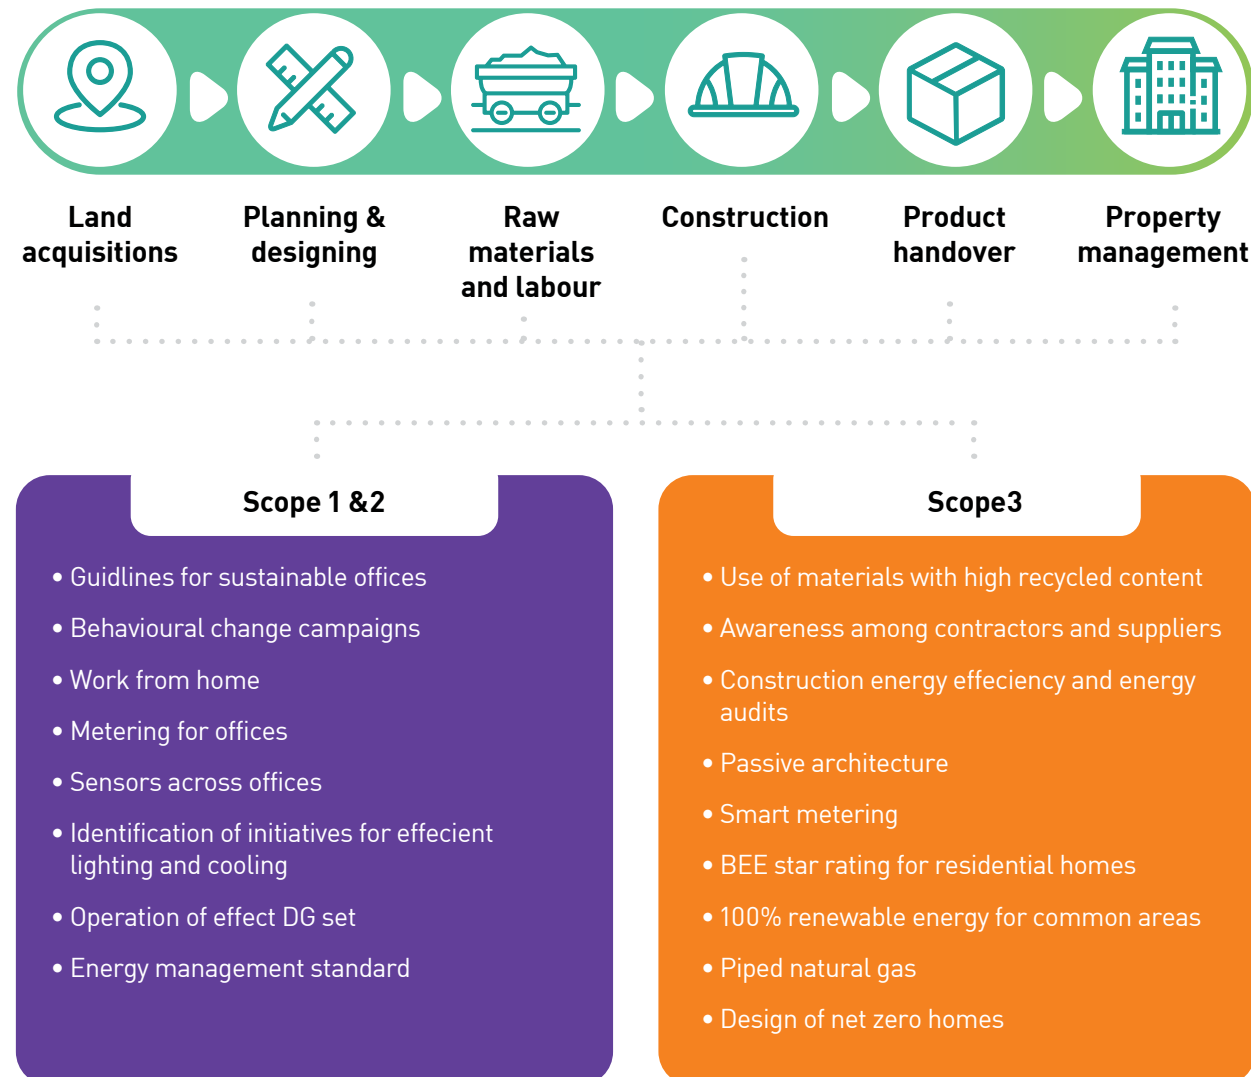 Land
acquisitions
Planning &
designing
Raw
materials
and labour
Construction
Product
handover
Property
management
Scope 1 &2
• Guidlines for sustainable offices
• Behavioural change campaigns
• Work from home
• Metering for offices
• Sensors across offices
• Identification of initiatives for effecient
lighting and cooling
• Operation of effect DG set
• Energy management standard
Scope3
• Use of materials with high recycled content
• Awareness among contractors and suppliers
• Construction energy effeciency and energy
audits
• Passive architecture
• Smart metering
• BEE star rating for residential homes
• 100% renewable energy for common areas
• Piped natural gas
• Design of net zero homes